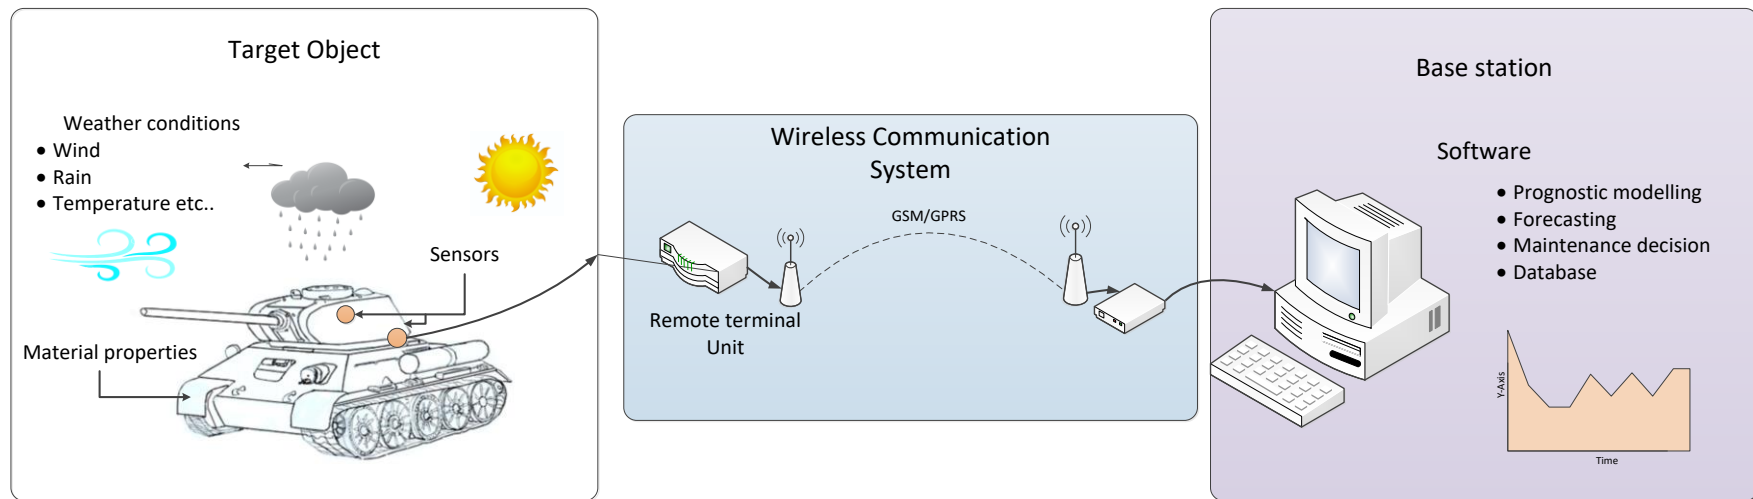 Target Object
Weather conditions
• Wind
• Rain
• Temperature etc..
Sensors
Material properties
Wireless Communication
System
GSM/GPRS
Remote terminal
Unit
Base station
Software
• Prognostic modelling
• Forecasting
• Maintenance decision
• Database
Y-Axis
Time